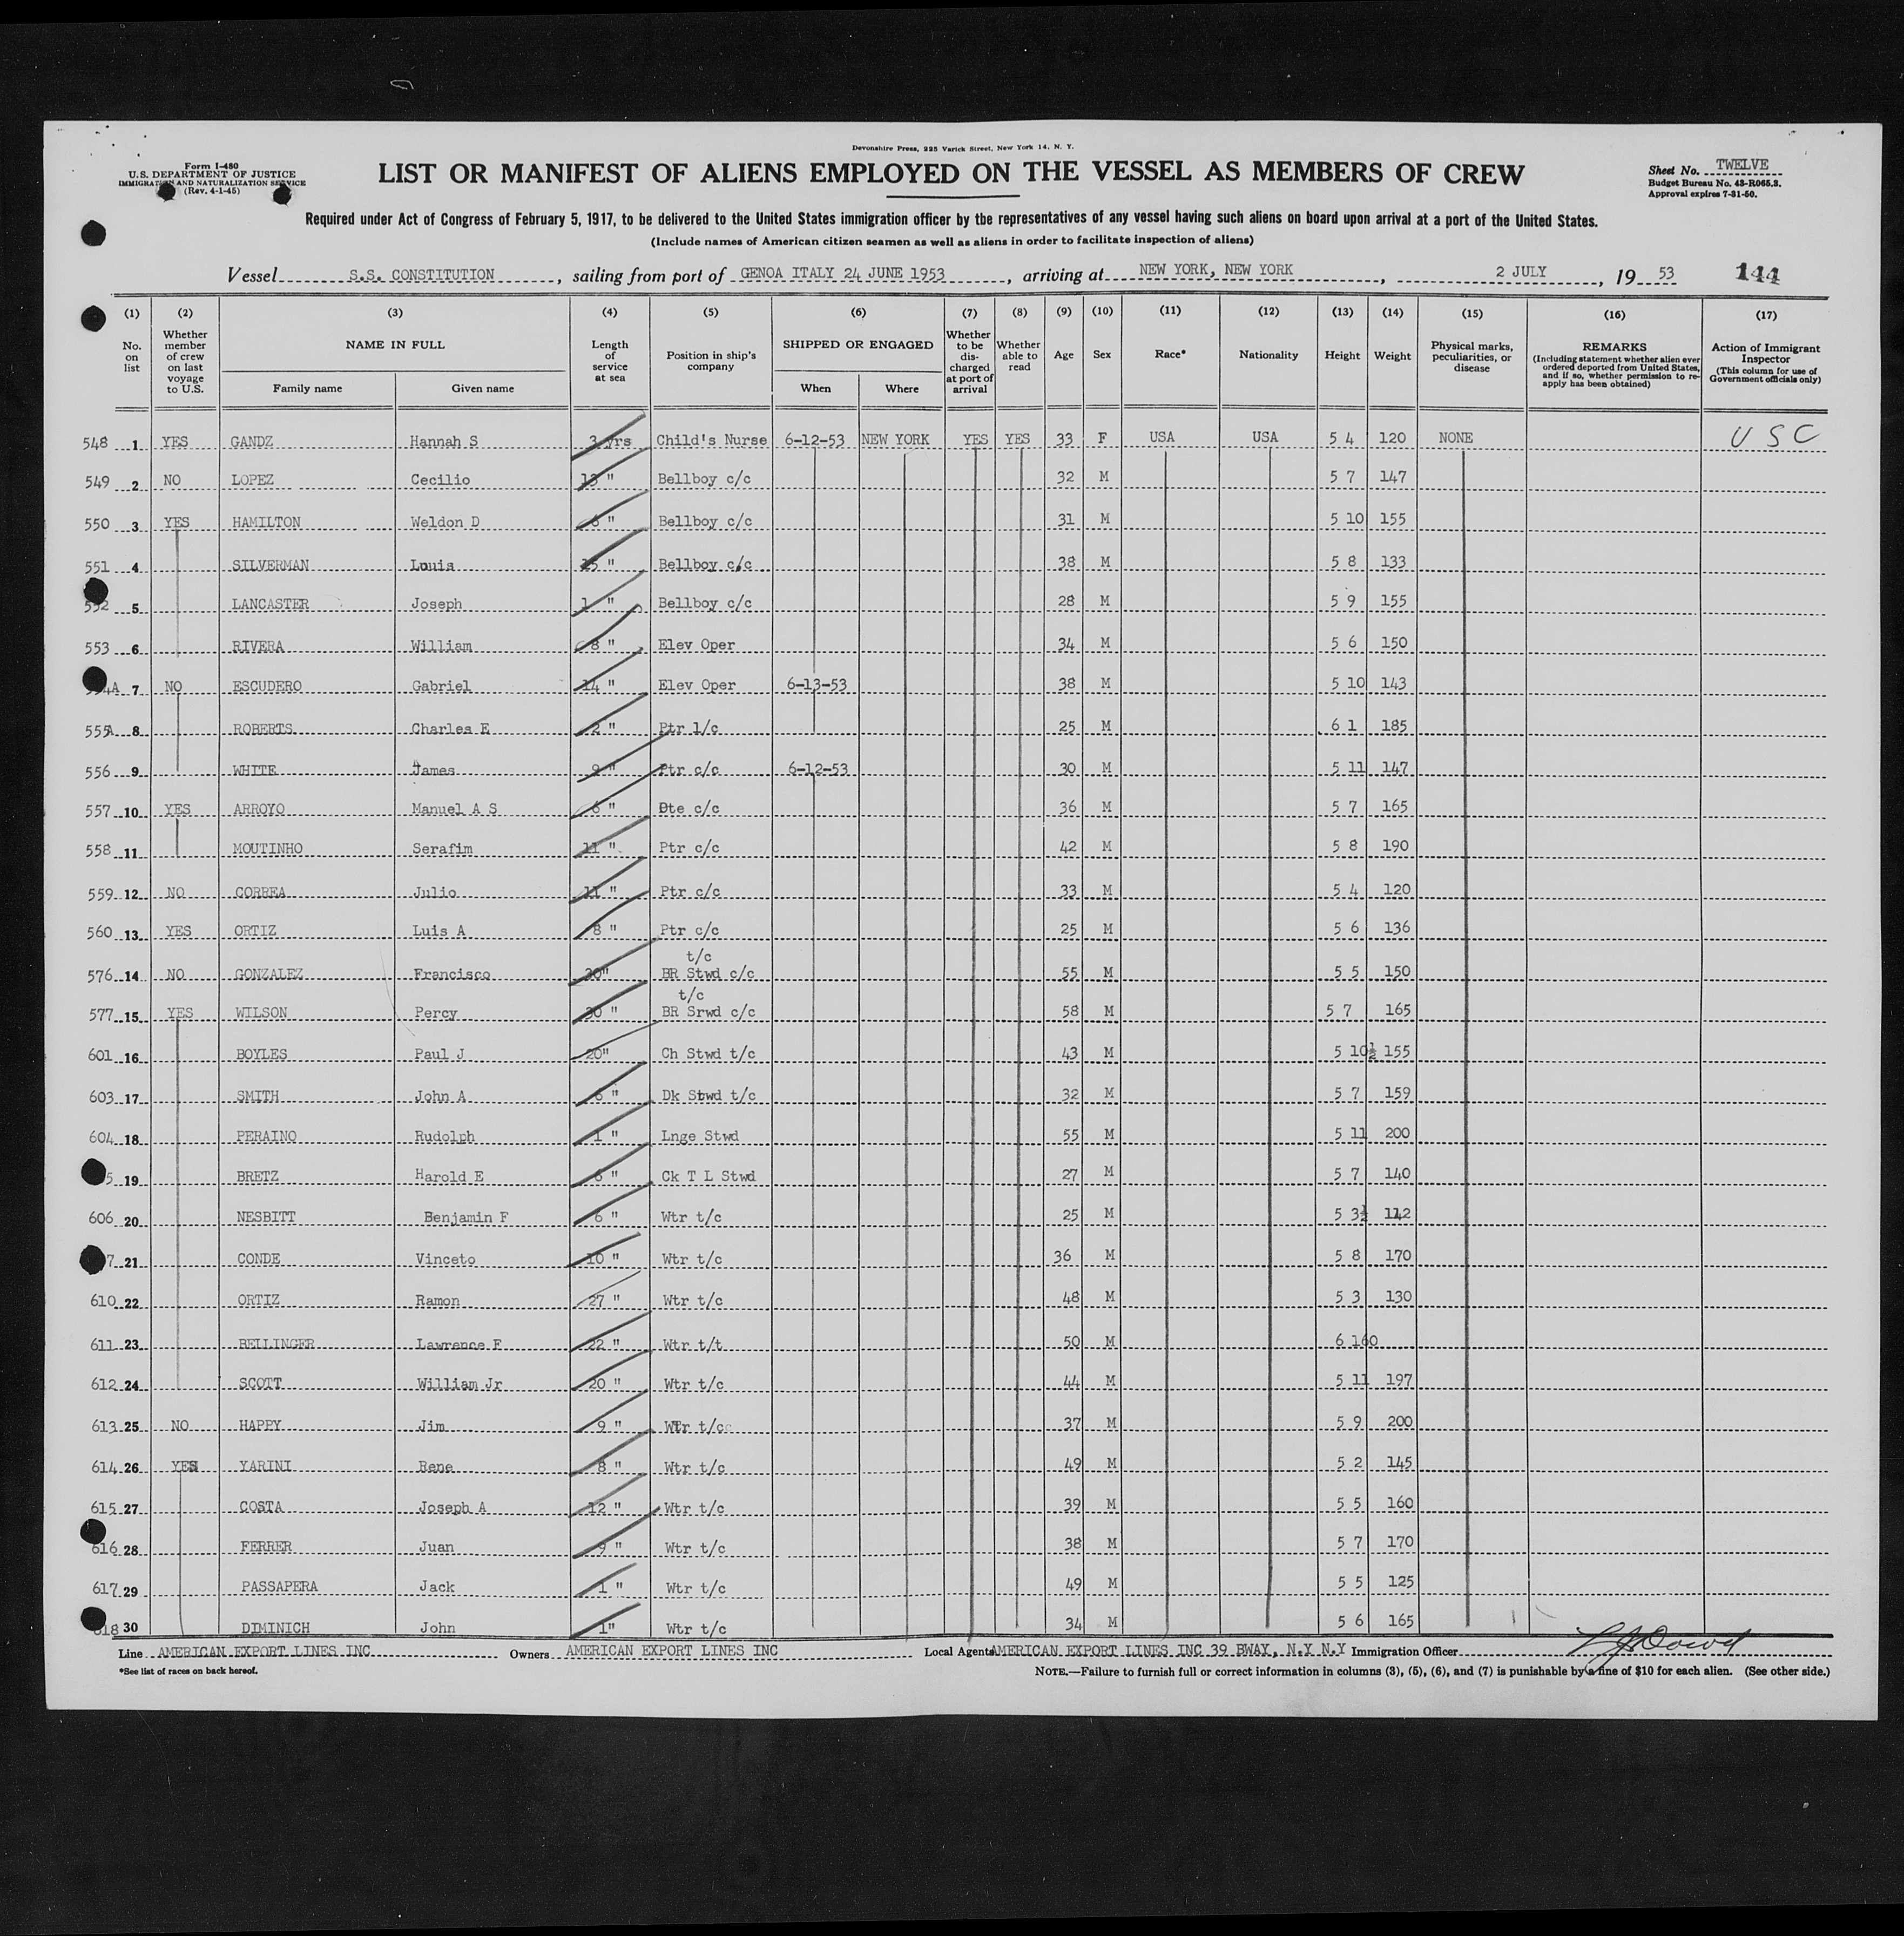 Devonshire Press, 225 Varick Street, New York 14, N. Y.
Form I-480
U.S. DEPARTMENT OF JUSTICE
IMMIGRATION AND NATURALIZATION SERVICE
(Rev. 4-1-45)
LIST OR MANIFEST OF ALIENS EMPLOYED ON THE VESSEL AS MEMBERS OF CREW
Sheet No. TWELVE
Budget Bureau No. 43-R065.3.
Approval expires 7-31-50.
Required under Act of Congress of February 5, 1917, to be delivered to the United States immigration officer by the representatives of any vessel having such aliens on board upon arrival at a port of the United States.
(Include names of American citizen seamen as well as aliens in order to facilitate inspection of aliens)
Vessel S.S. CONSTITUTION, sailing from port of GENOA ITALY 24 JUNE 1953, arriving at NEW YORK, NEW YORK, 2 JULY, 19 53 144
(1) (2) (3) (4) (5) (6) (7) (8) (9) (10) (11) (12) (13) (14) (15) (16) (17)
No. on list
Whether member of crew on last voyage to U.S.
NAME IN FULL
Family name Given name
Length of service at sea
Position in ship's company
SHIPPED OR ENGAGED
When Where
Whether to be discharged at port of arrival
Whether able to read
Age
Sex
Race*
Nationality
Height
Weight
Physical marks, peculiarities, or disease
REMARKS
(Including statement whether alien ever ordered deported from United States, and if so, whether permission to reapply has been obtained)
Action of Immigrant Inspector
(This column for use of Government officials only)
548 1 YES GANDZ Hannah S 3 yrs Child's Nurse 6-12-53 NEW YORK YES YES 33 F USA USA 5 4 120 NONE U S C
549 2 NO LOPEZ Cecilio 13 " Bellboy c/c 32 M 5 7 147
550 3 YES HAMILTON Weldon D 6 " Bellboy c/c 31 M 5 10 155
551 4 SILVERMAN Louis 15 " Bellboy c/c 38 M 5 8 133
552 5 LANCASTER Joseph 1 " Bellboy c/c 28 M 5 9 155
553 6 RIVERA William 8 " Elev Oper 34 M 5 6 150
4A 7 NO ESCUDERO Gabriel 14 " Elev Oper 6-13-53 38 M 5 10 143
555A 8 ROBERTS Charles E 2 " Ptr 1/c 25 M 6 1 185
556 9 WHITE James 9 " Ptr c/c 6-12-53 30 M 5 11 147
557 10 YES ARROYO Manuel A S 6 " Dte c/c 36 M 5 7 165
558 11 MOUTINHO Serafim 11 " Ptr c/c 42 M 5 8 190
559 12 NO CORREA Julio 11 " Ptr c/c 33 M 5 4 120
560 13 YES ORTIZ Luis A 8 " Ptr c/c 25 M 5 6 136
t/c
576 14 NO GONZALEZ Francisco 30" BR Stwd c/c 55 M 5 5 150
t/c
577 15 YES WILSON Percy 30 " BR Srwd c/c 58 M 5 7 165
601 16 BOYLES Paul J 20" Ch Stwd t/c 43 M 5 10½ 155
603 17 SMITH John A 6 " Dk Stwd t/c 32 M 5 7 159
604 18 PERAINO Rudolph 1 " Lnge Stwd 55 M 5 11 200
5 19 BRETZ Harold E 6 " Ck T L Stwd 27 M 5 7 140
606 20 NESBITT Benjamin F 6 " Wtr t/c 25 M 5 3½ 112
7 21 CONDE Vinceto 10 " Wtr t/c 36 M 5 8 170
610 22 ORTIZ Ramon 27 " Wtr t/c 48 M 5 3 130
611 23 BELLINGER Lawrence F 22 " Wtr t/t 50 M 6 160
612 24 SCOTT William Jr 20 " Wtr t/c 44 M 5 11 197
613 25 NO HAPPY Jim 9 " Wtr t/cc 37 M 5 9 200
614 26 YES YARINI Rene 8 " Wtr t/c 49 M 5 2 145
615 27 COSTA Joseph A 12 " Wtr t/c 39 M 5 5 160
616 28 FERRER Juan 9 " Wtr t/c 38 M 5 7 170
617 29 PASSAPERA Jack 1 " Wtr t/c 49 M 5 5 125
618 30 DIMINICH John 1" Wtr t/c 34 M 5 6 165
Line AMERICAN EXPORT LINES INC Owners AMERICAN EXPORT LINES INC Local Agents AMERICAN EXPORT LINES INC 39 BWAY, N.Y N.Y Immigration Officer
*See list of races on back hereof.
NOTE.—Failure to furnish full or correct information in columns (3), (5), (6), and (7) is punishable by a fine of $10 for each alien. (See other side.)